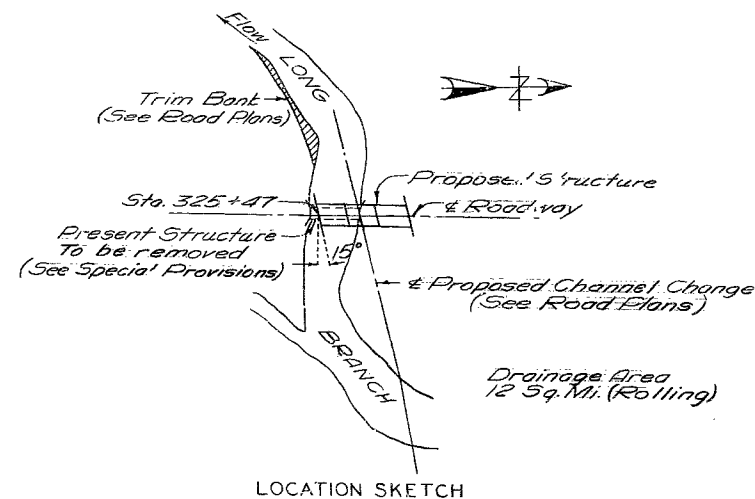 Flow
LONG
Trim Bank
(See Road Plans)
N
Propose. Structure
Sta. 325+47
℄ Roadway
Present Structure
To be removed
(See Special Provisions)
15°
℄ Proposed Channel Change
(See Road Plans)
BRANCH
Drainage Area
12 Sq. Mi. (Rolling)
LOCATION SKETCH